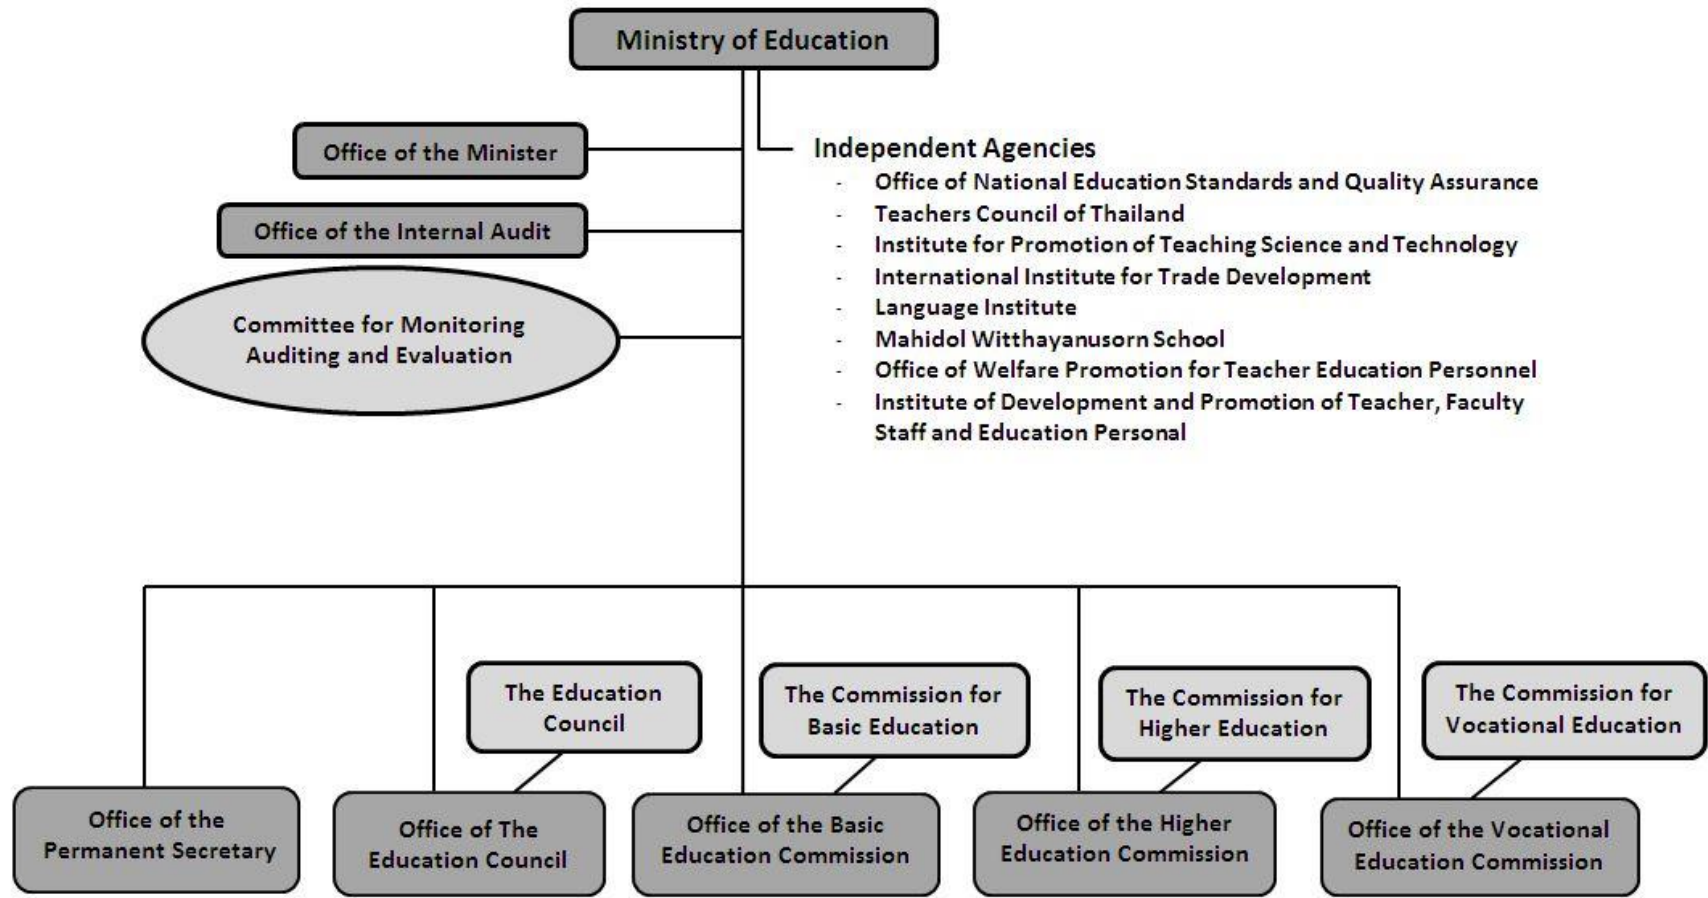 Ministry of Education
Office of the Minister
Office of the Internal Audit
Committee for Monitoring
Auditing and Evaluation
Independent Agencies
- Office of National Education Standards and Quality Assurance
- Teachers Council of Thailand
- Institute for Promotion of Teaching Science and Technology
- International Institute for Trade Development
- Language Institute
- Mahidol Witthayanusorn School
- Office of Welfare Promotion for Teacher Education Personnel
- Institute of Development and Promotion of Teacher, Faculty
Staff and Education Personal
The Education
Council
The Commission for
Basic Education
The Commission for
Higher Education
The Commission for
Vocational Education
Office of the
Permanent Secretary
Office of The
Education Council
Office of the Basic
Education Commission
Office of the Higher
Education Commission
Office of the Vocational
Education Commission